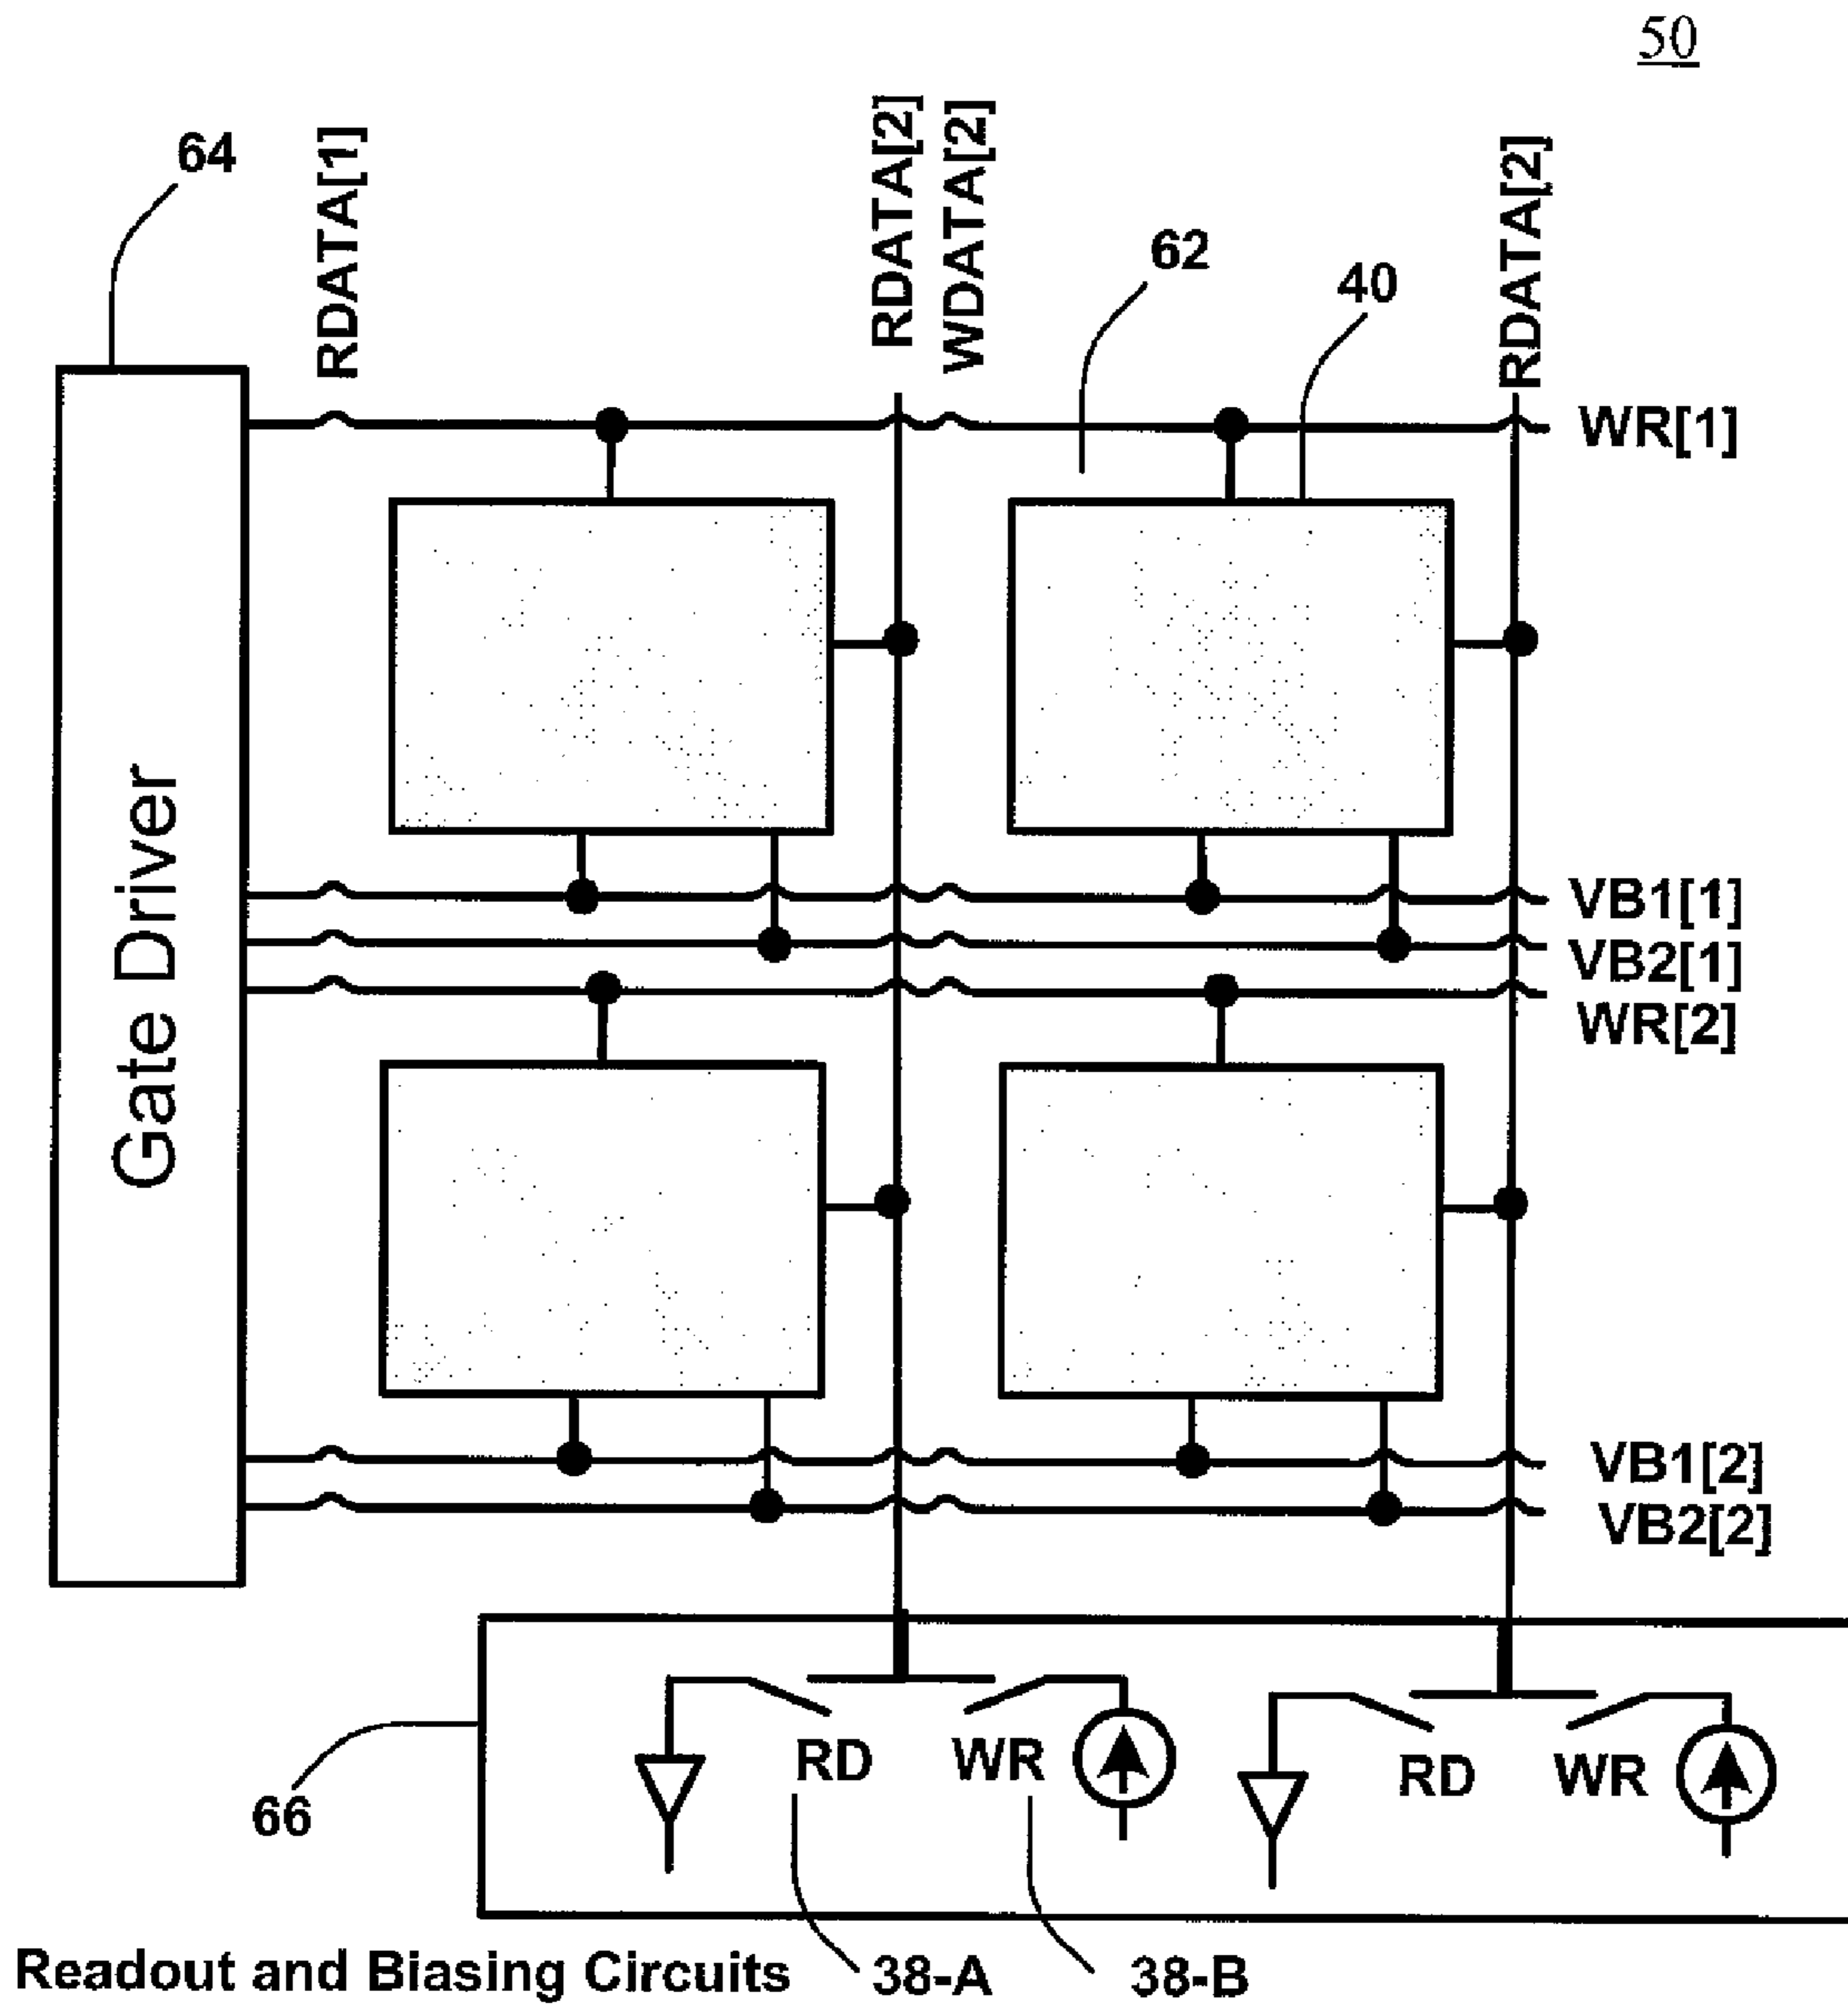 50
64
RDATA[1]
RDATA[2]
WDATA[2]
RDATA[2]
62
40
WR[1]
Gate Driver
VB1[1]
VB2[1]
WR[2]
VB1[2]
VB2[2]
RD
WR
RD
WR
66
Readout and Biasing Circuits
38-A
38-B